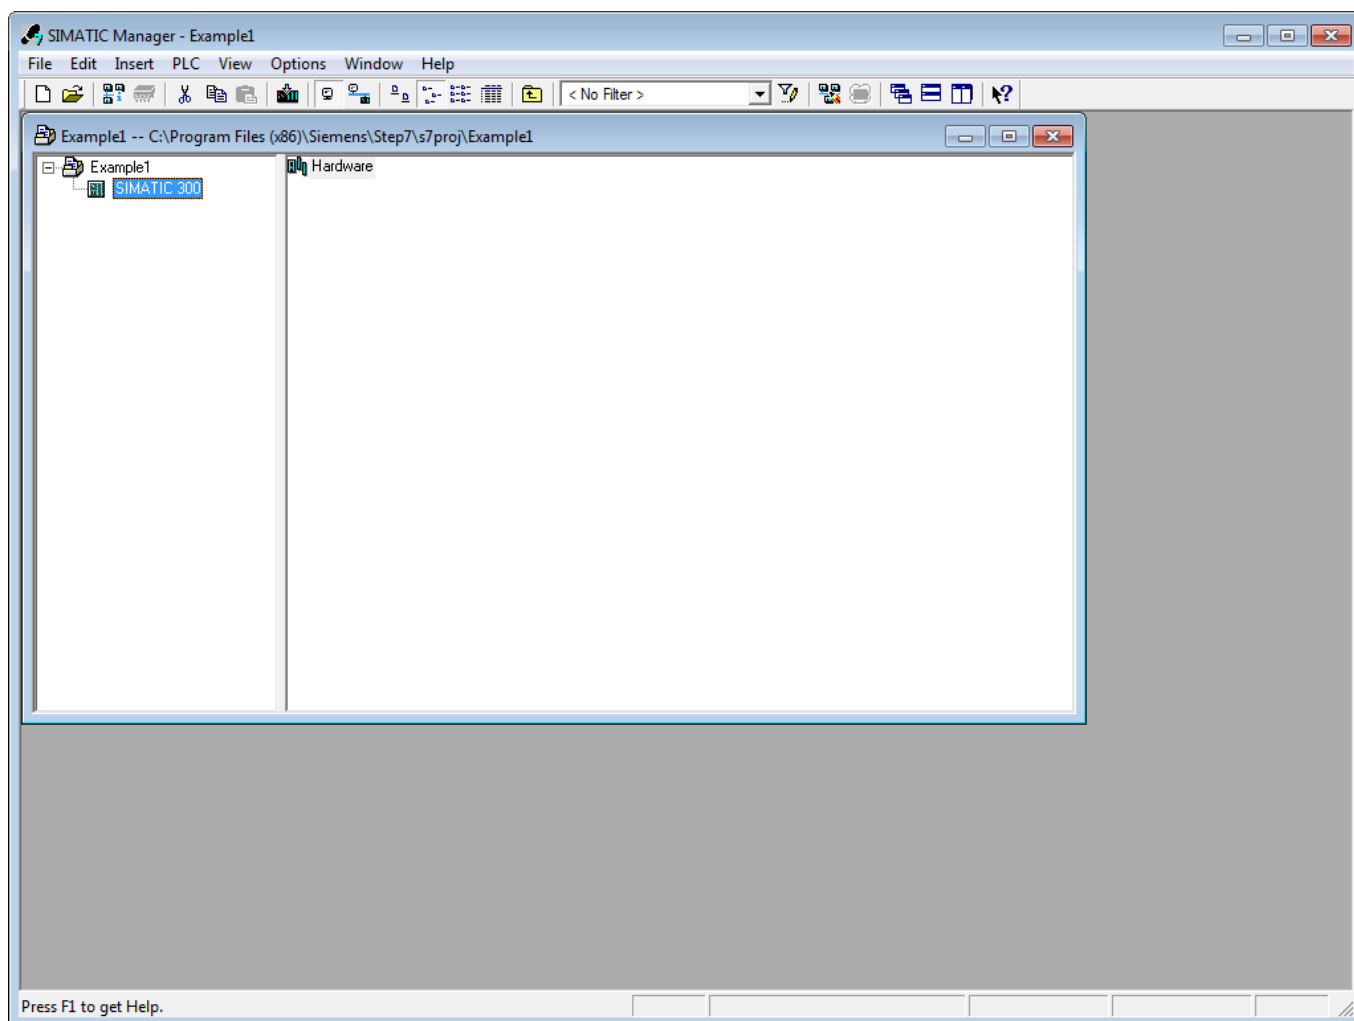 SIMATIC Manager - Example1
File Edit Insert PLC View Options Window Help
< No Filter >
Example1 -- C:\Program Files (x86)\Siemens\Step7\s7proj\Example1
Example1
Hardware
SIMATIC 300
Press F1 to get Help.